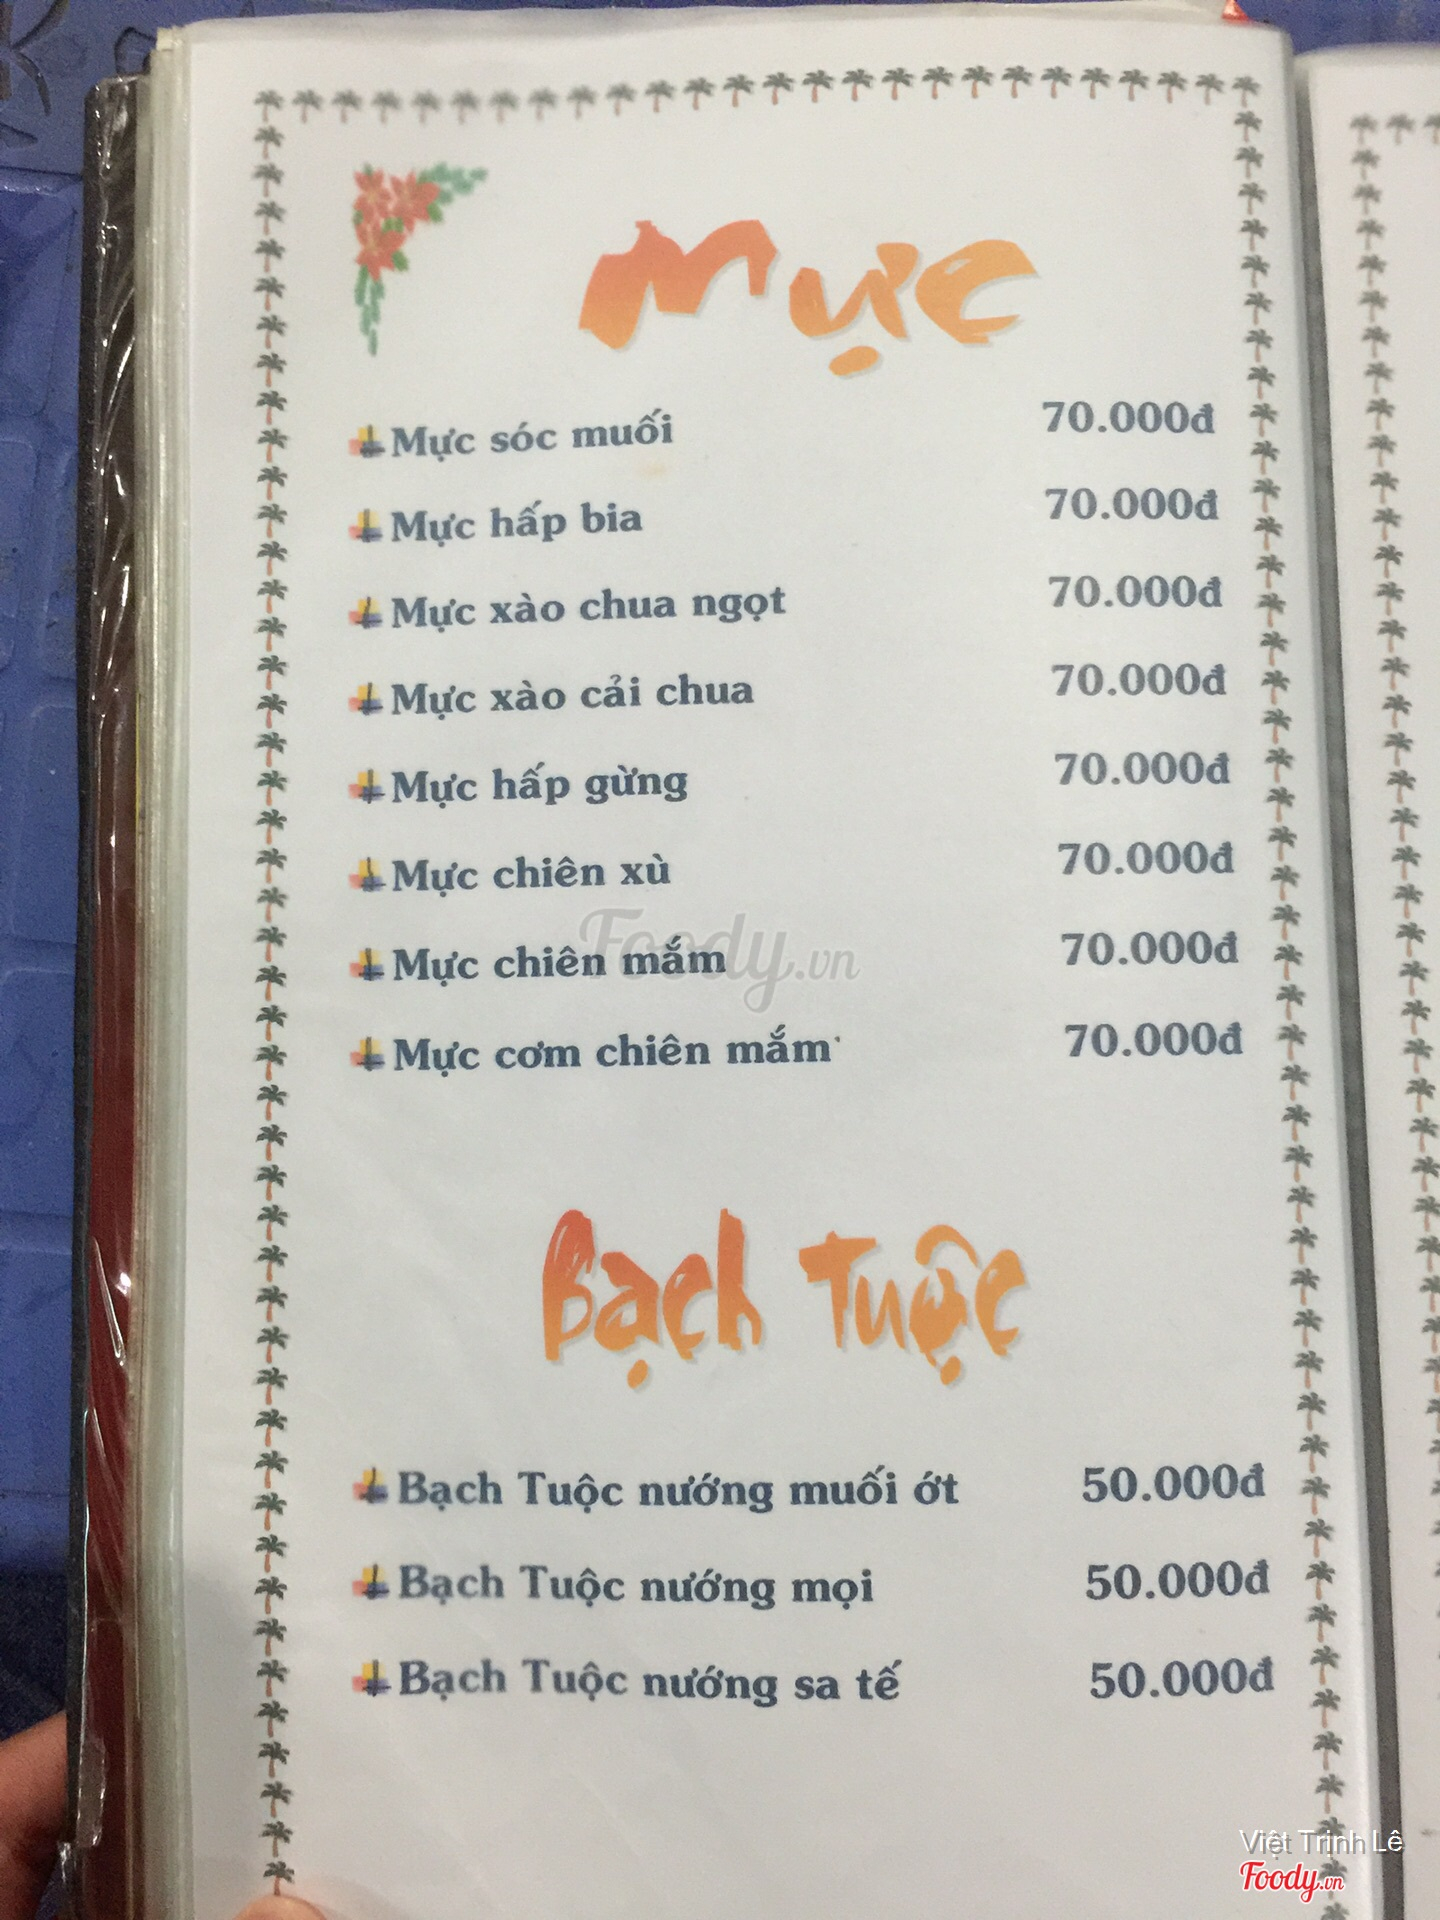 Mực
Mực sóc muối 70.000đ
Mực hấp bia 70.000đ
Mực xào chua ngọt 70.000đ
Mực xào cải chua 70.000đ
Mực hấp gừng 70.000đ
Mực chiên xù 70.000đ
Mực chiên mắm 70.000đ
Foody.vn
Mực cơm chiên mắm 70.000đ
Bạch Tuộc
Bạch Tuộc nướng muối ớt 50.000đ
Bạch Tuộc nướng mọi 50.000đ
Bạch Tuộc nướng sa tế 50.000đ
Việt Trinh Lê
Foody.vn